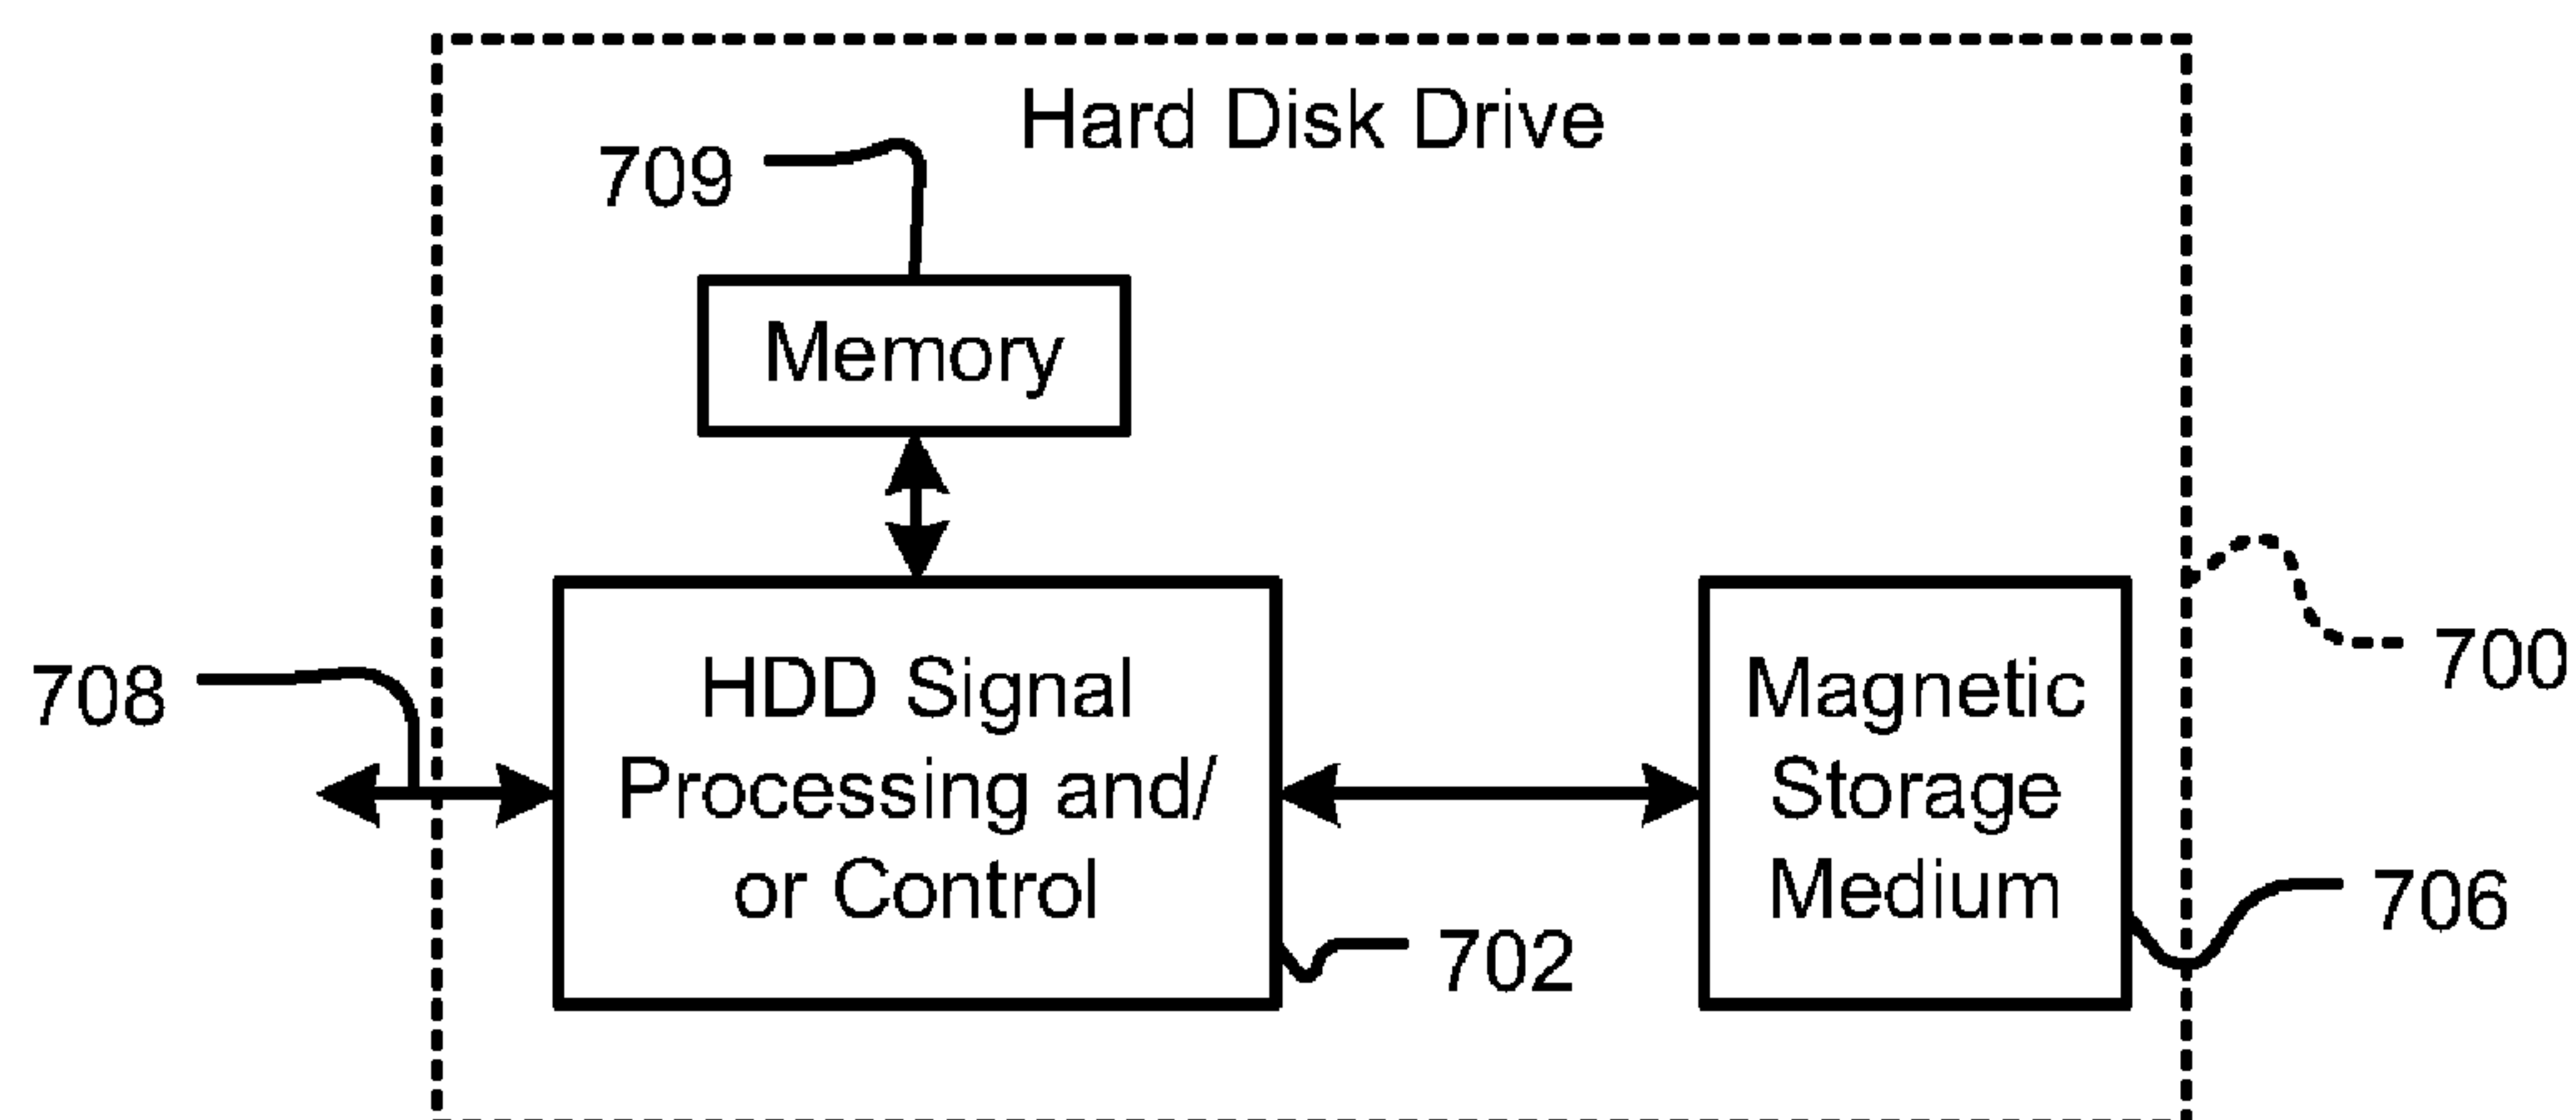 Hard Disk Drive
709
Memory
708
HDD Signal
Processing and/
or Control
702
Magnetic
Storage
Medium
700
706